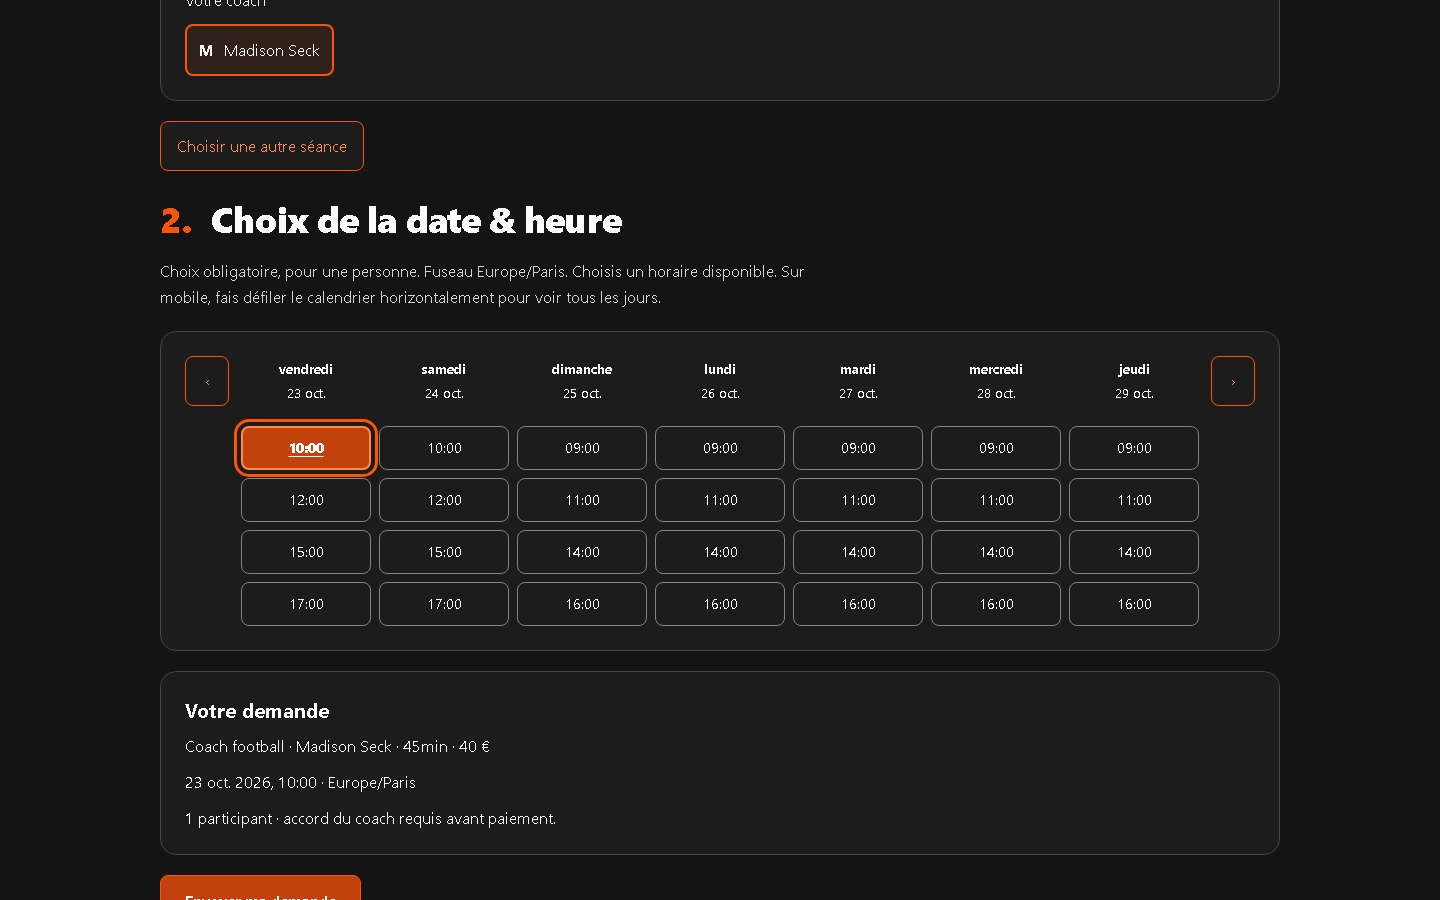 Votre coach
M Madison Seck
Choisir une autre séance
2. Choix de la date & heure
Choix obligatoire, pour une personne. Fuseau Europe/Paris. Choisis un horaire disponible. Sur
mobile, fais défiler le calendrier horizontalement pour voir tous les jours.
‹ vendredi samedi dimanche lundi mardi mercredi jeudi ›
23 oct. 24 oct. 25 oct. 26 oct. 27 oct. 28 oct. 29 oct.
10:00 10:00 09:00 09:00 09:00 09:00 09:00
12:00 12:00 11:00 11:00 11:00 11:00 11:00
15:00 15:00 14:00 14:00 14:00 14:00 14:00
17:00 17:00 16:00 16:00 16:00 16:00 16:00
Votre demande
Coach football · Madison Seck · 45min · 40 €
23 oct. 2026, 10:00 · Europe/Paris
1 participant · accord du coach requis avant paiement.
Envoyer ma demande